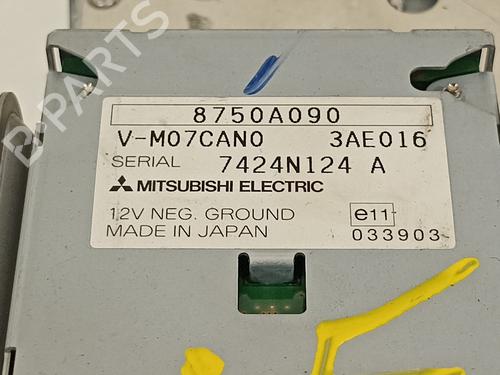 B-PARTS
8750A090
V-M07CAN0 3AE016
SERIAL 7424N124 A
MITSUBISHI ELECTRIC
12V NEG. GROUND e11
MADE IN JAPAN 033903